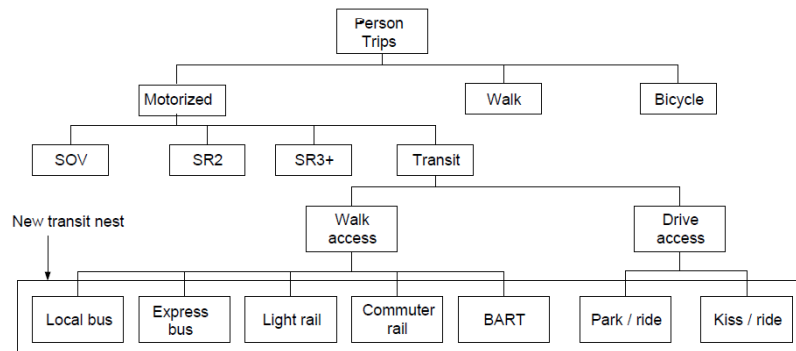 Person
Trips
Motorized
Walk
Bicycle
SOV
SR2
SR3+
Transit
New transit nest
Walk
access
Drive
access
Local bus
Express
bus
Light rail
Commuter
rail
BART
Park / ride
Kiss / ride